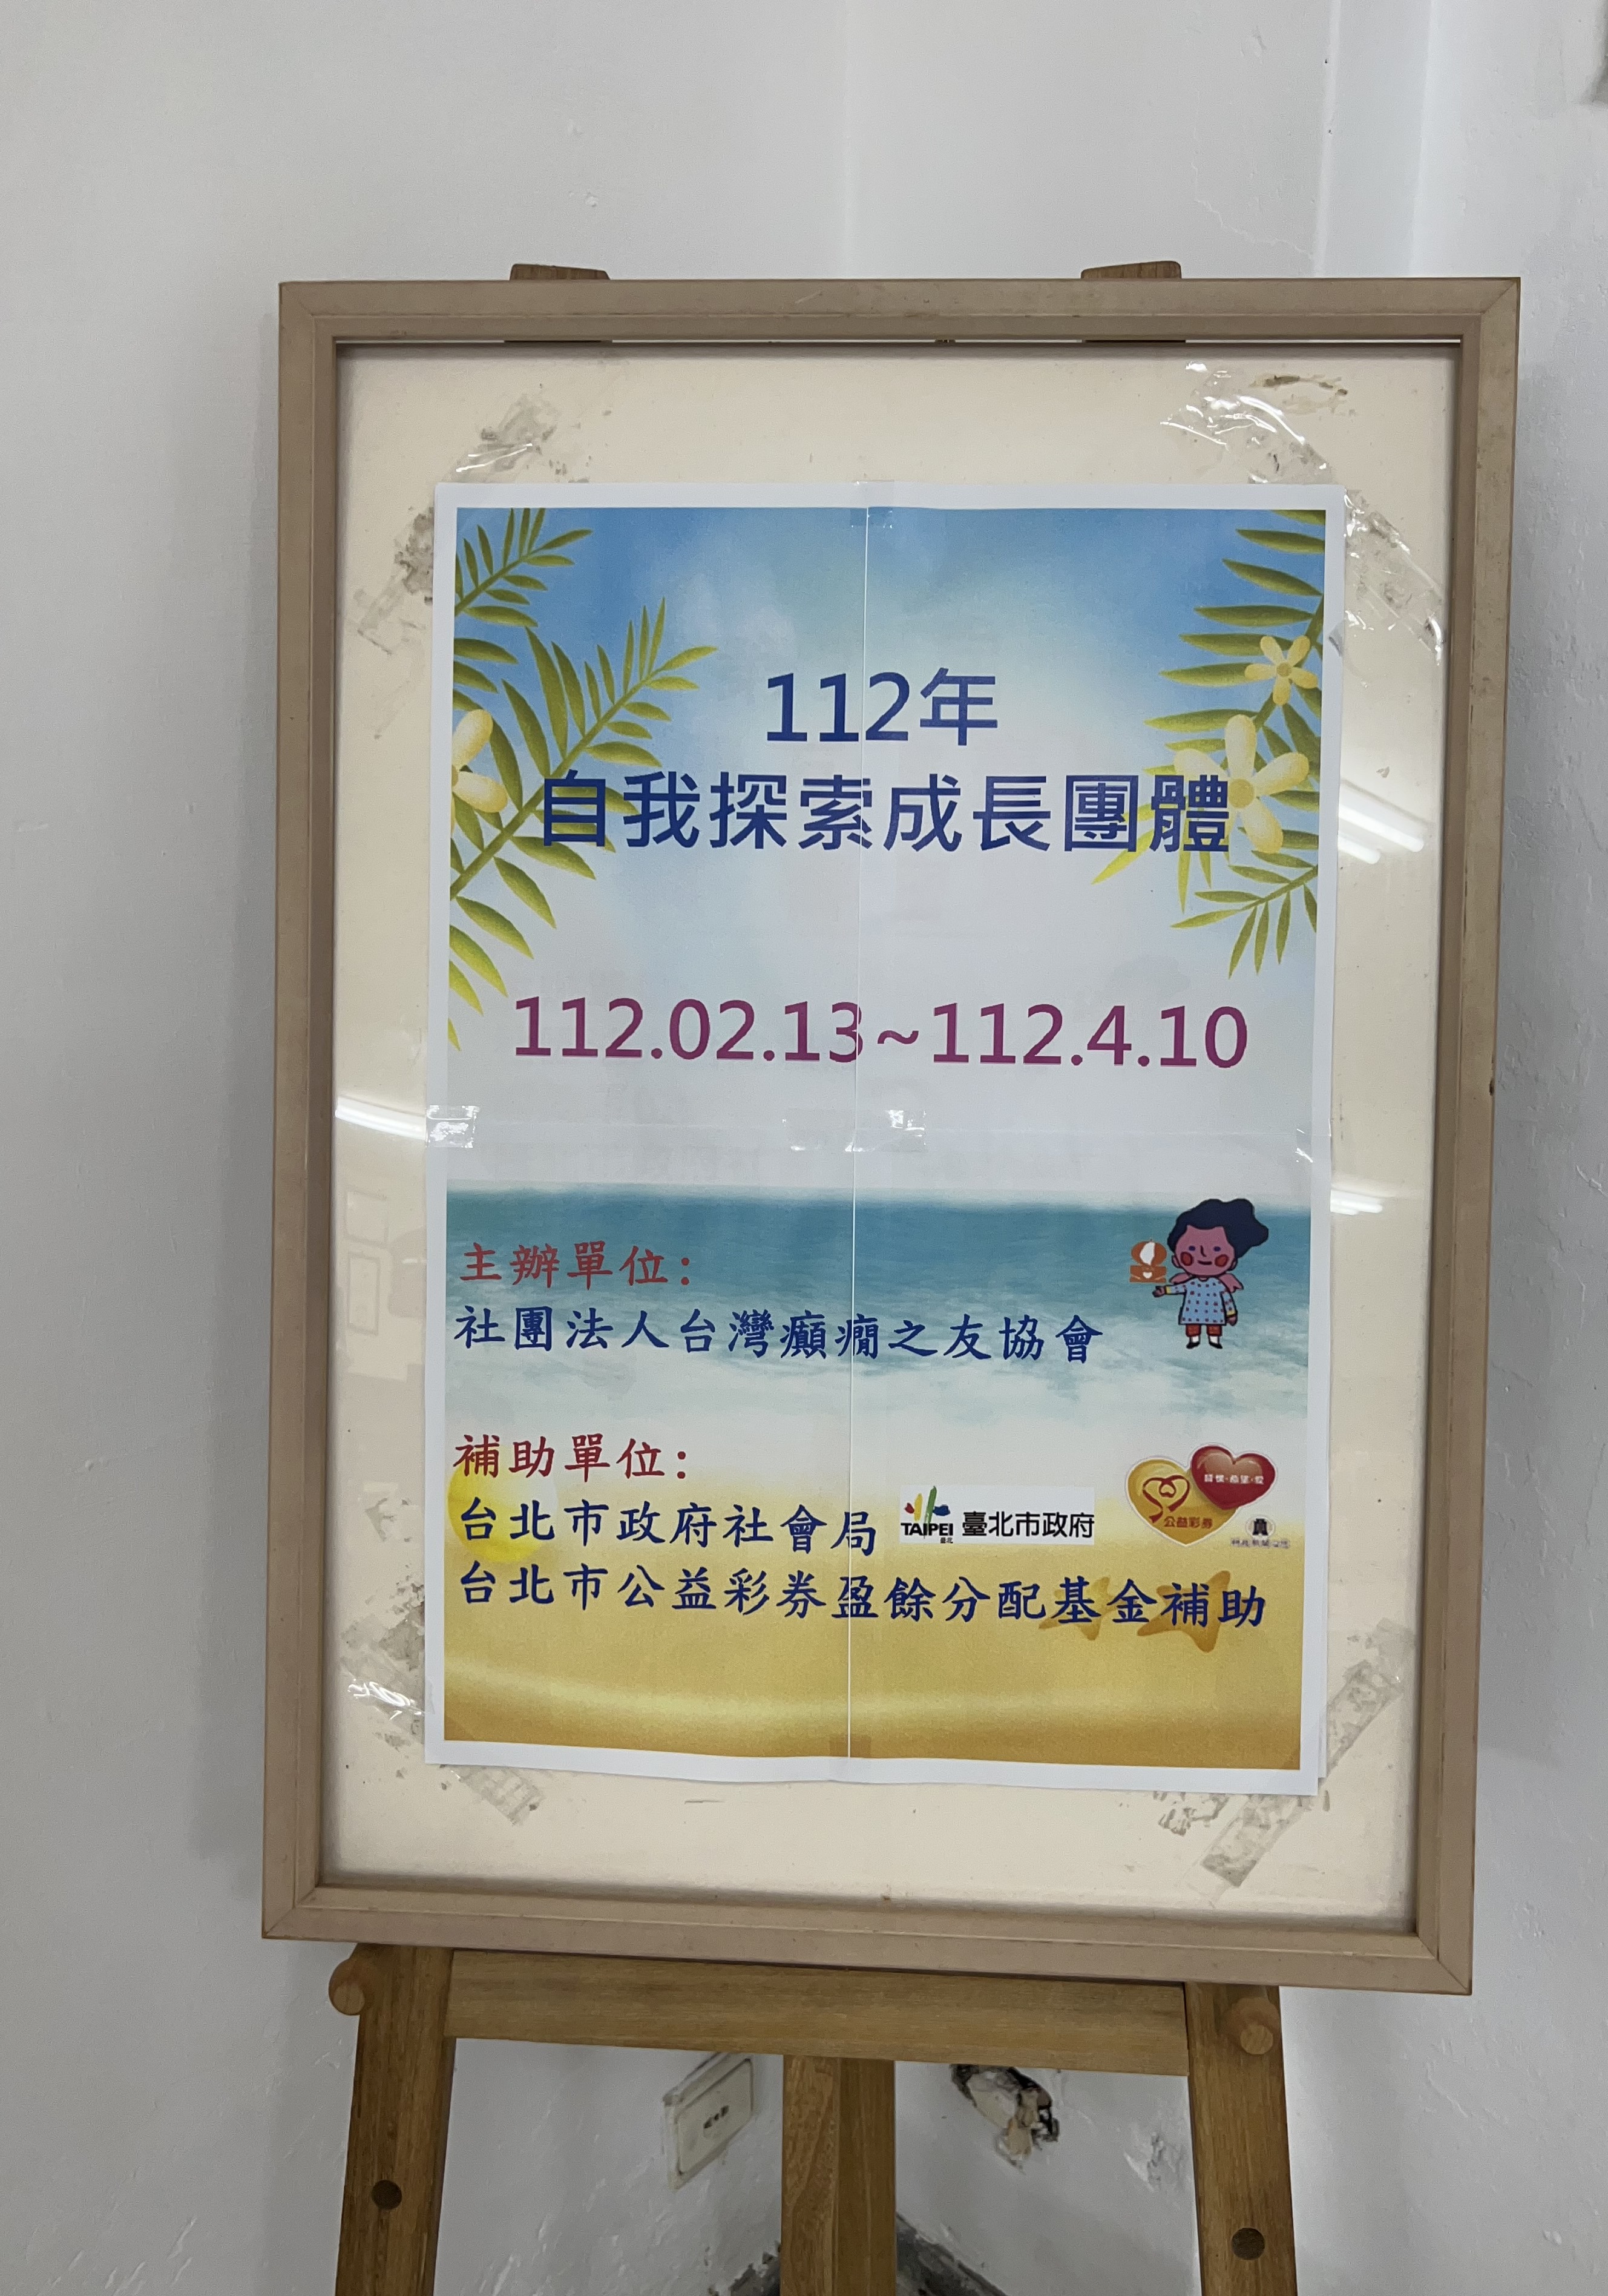 112年
自我探索成長團體
112.02.13~112.4.10
主辦單位:
社團法人台灣癲癇之友協會
補助單位:
台北市政府社會局
TAIPEI 臺北市政府
臺北
公益彩券
台北市公益彩券盈餘分配基金補助